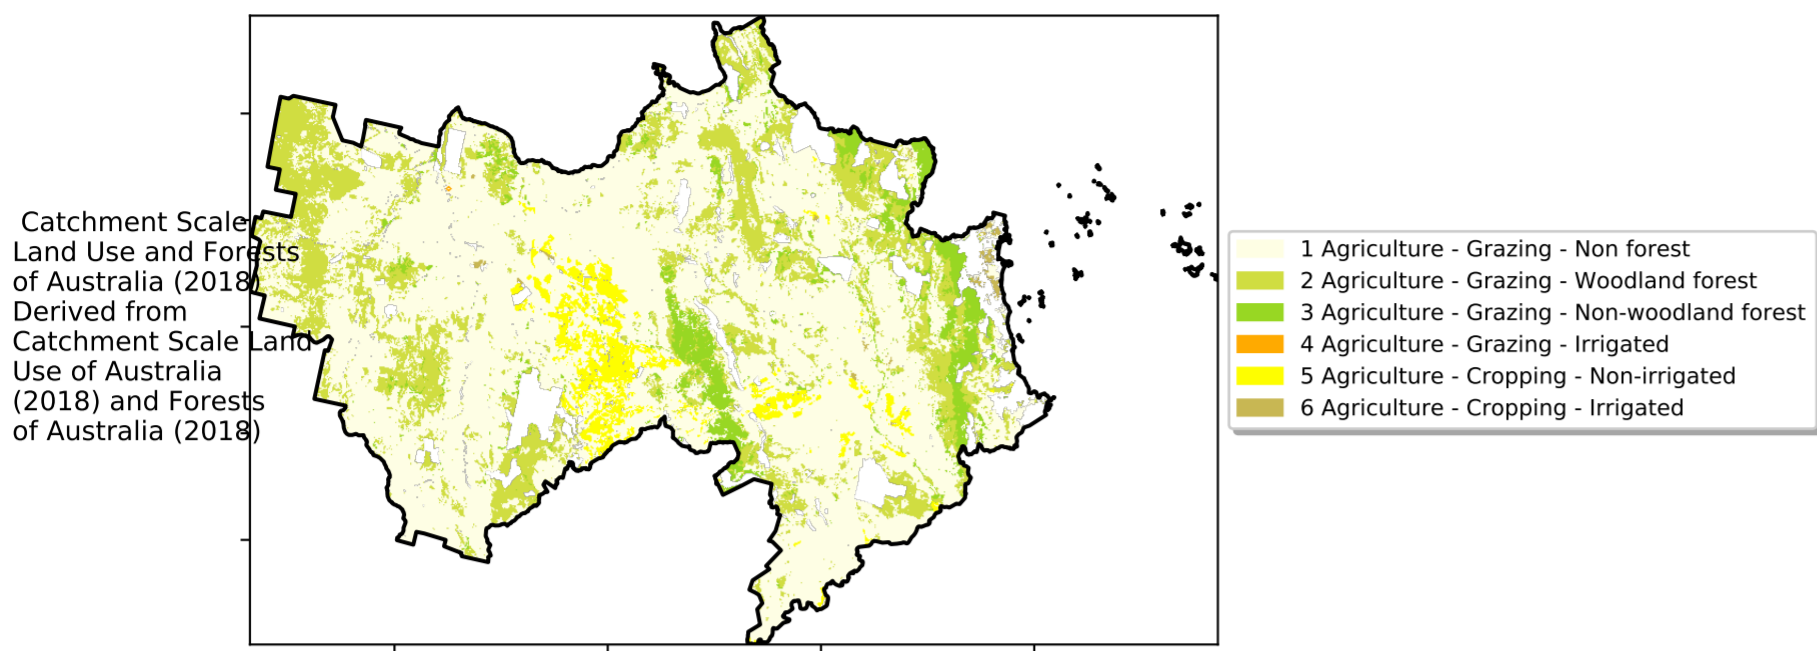 Catchment Scale
Land Use and Forests
of Australia (2018)
Derived from
Catchment Scale Land
Use of Australia
(2018) and Forests
of Australia (2018)
1 Agriculture - Grazing - Non forest
2 Agriculture - Grazing - Woodland forest
3 Agriculture - Grazing - Non-woodland forest
4 Agriculture - Grazing - Irrigated
5 Agriculture - Cropping - Non-irrigated
6 Agriculture - Cropping - Irrigated